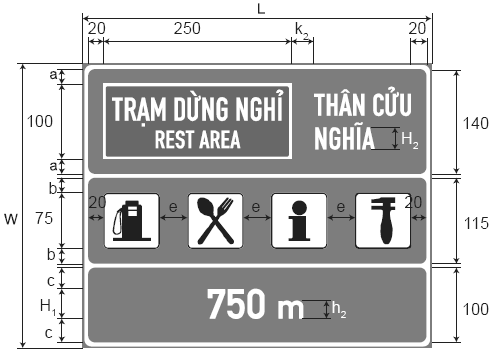 L
20 250 k2 20
a
100
a
TRẠM DỪNG NGHỈ
REST AREA
THÂN CỬU
NGHĨA
H2
140
W
b
75
b
20 e e e 20
115
c
H1
c
750 m
h2
100